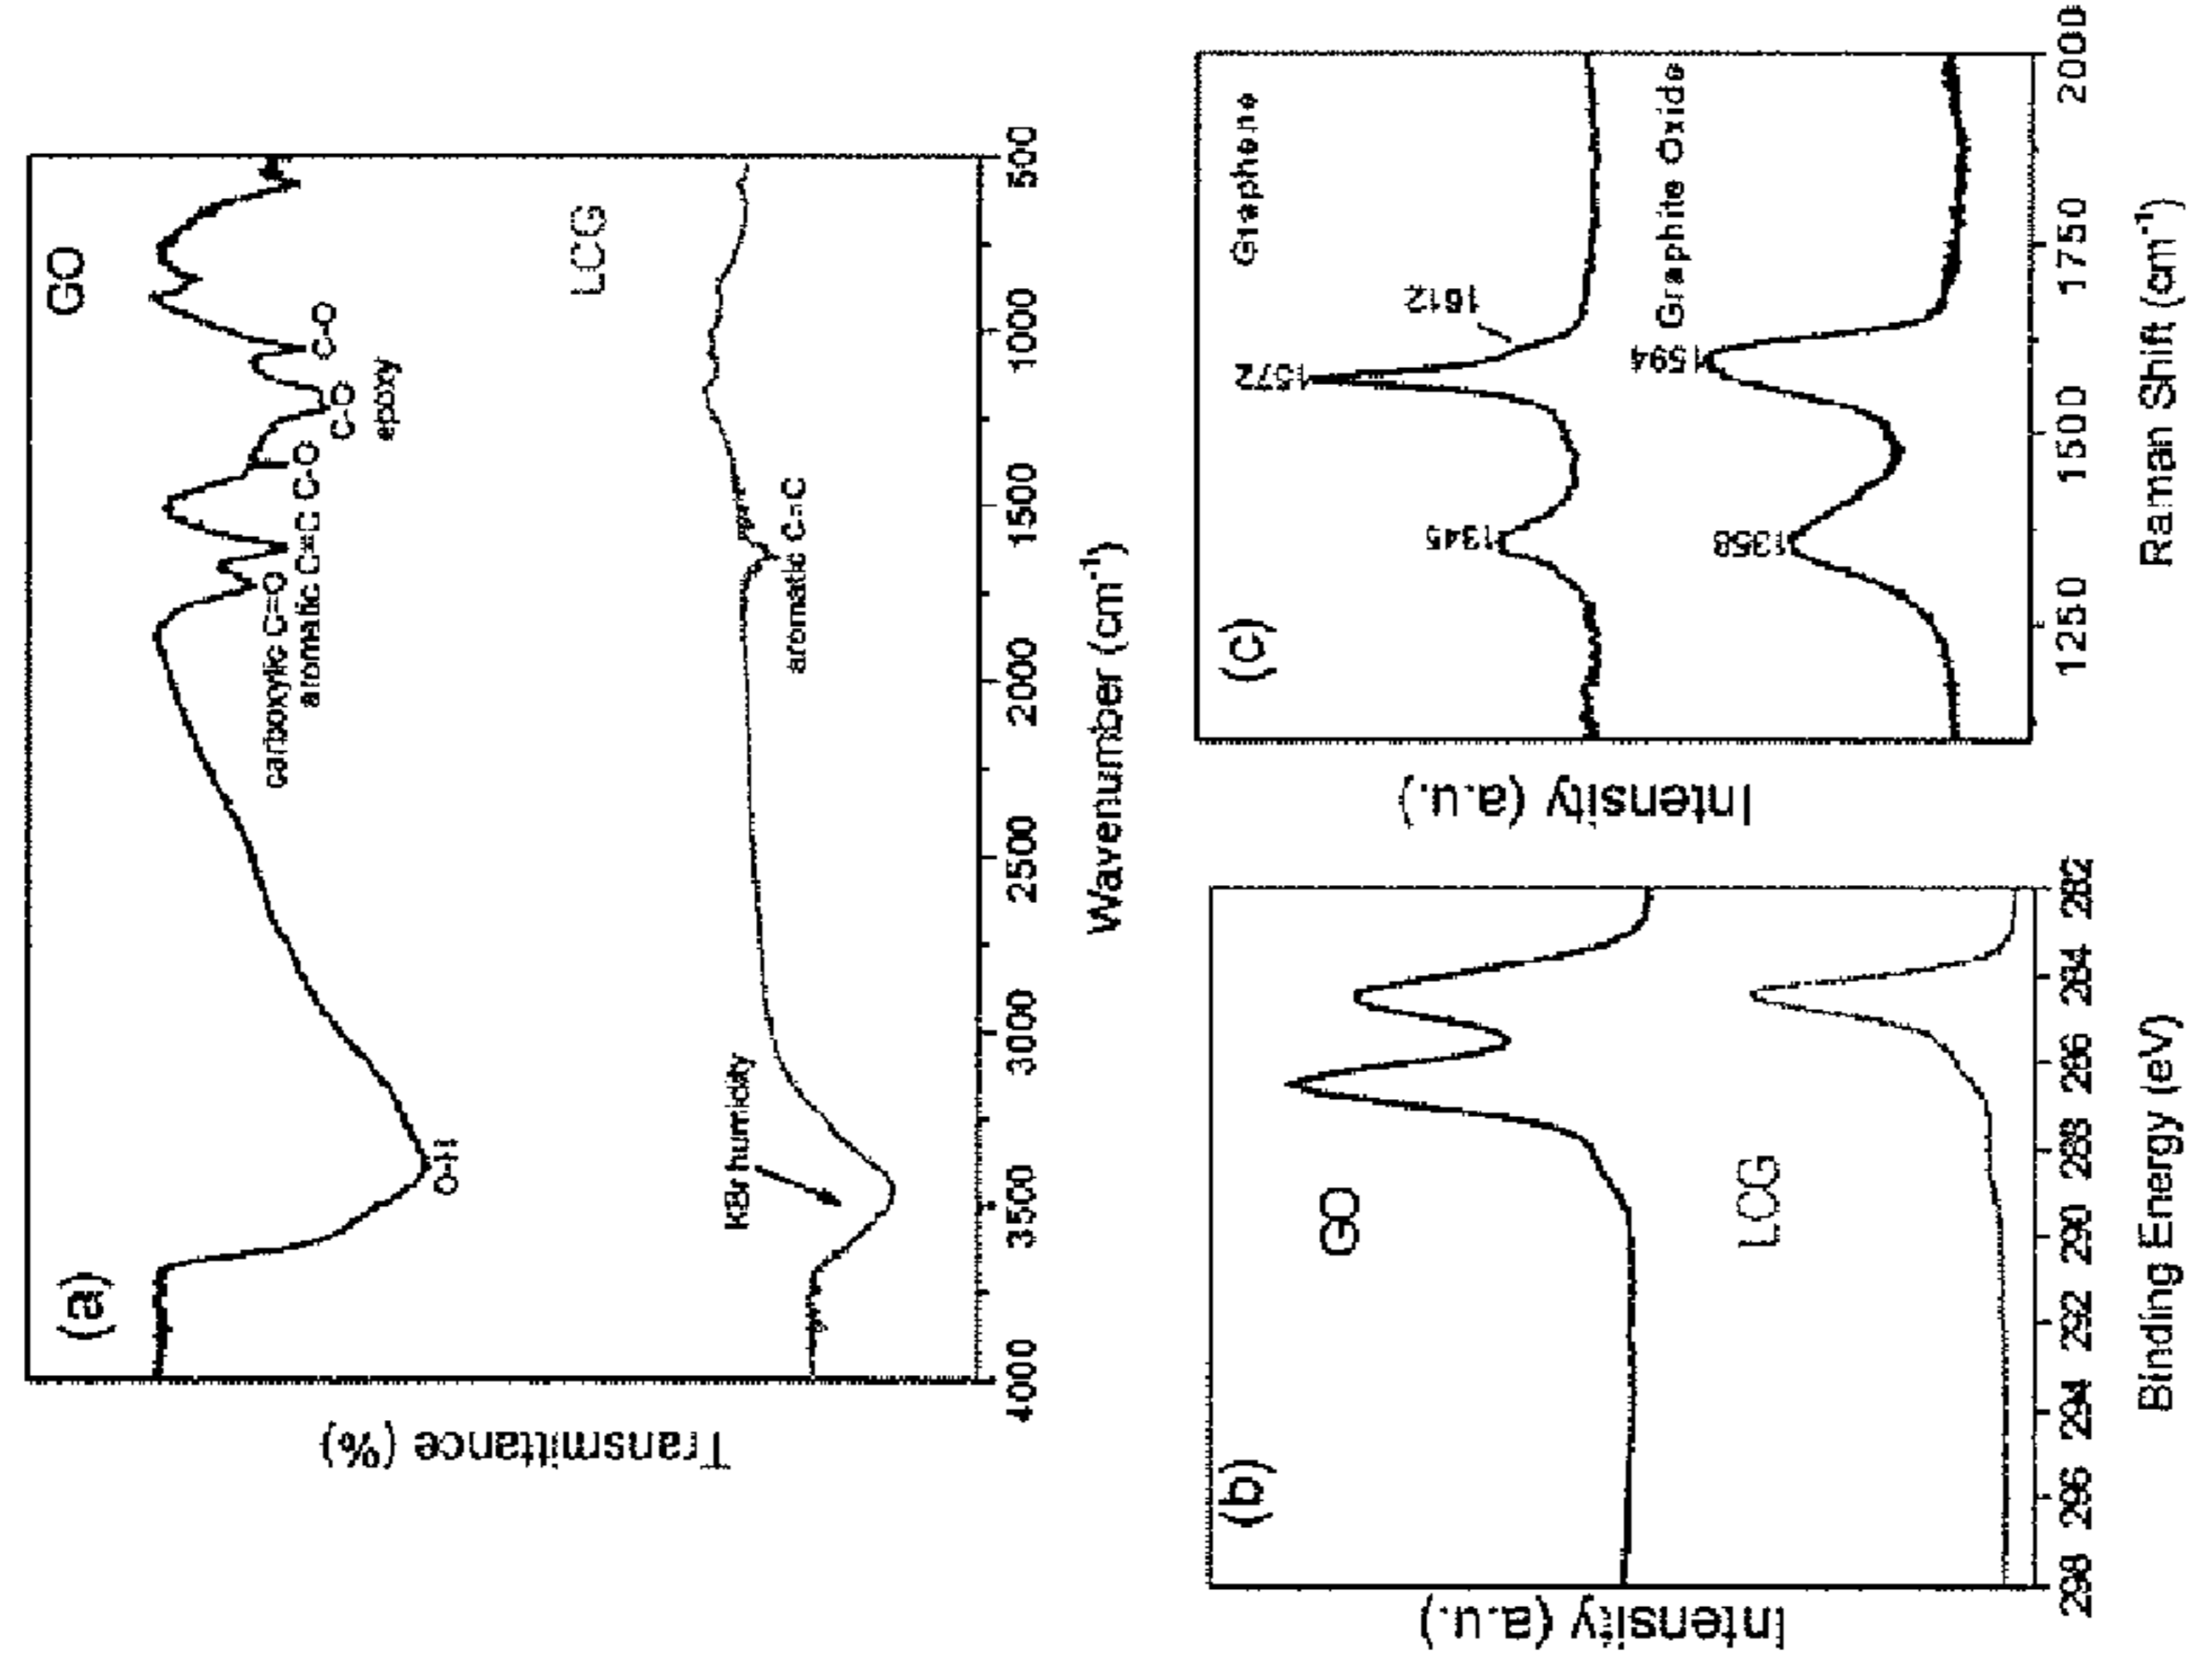 (a)
GO
carboxylic C=O
aromatic C=C
C-O
C-O
epoxy
C-O
O-H
LCG
KBr humidity
aromatic C=C
Transmittance (%)
4000 3500 3000 2500 2000 1500 1000 500
Wavenumber (cm⁻¹)
(b)
GO
LCG
Intensity (a.u.)
298 296 294 292 290 288 286 284 282
Binding Energy (eV)
(c)
Graphene
1572
1612
1345
Graphite Oxide
1594
1358
Intensity (a.u.)
1250 1500 1750 2000
Raman Shift (cm⁻¹)